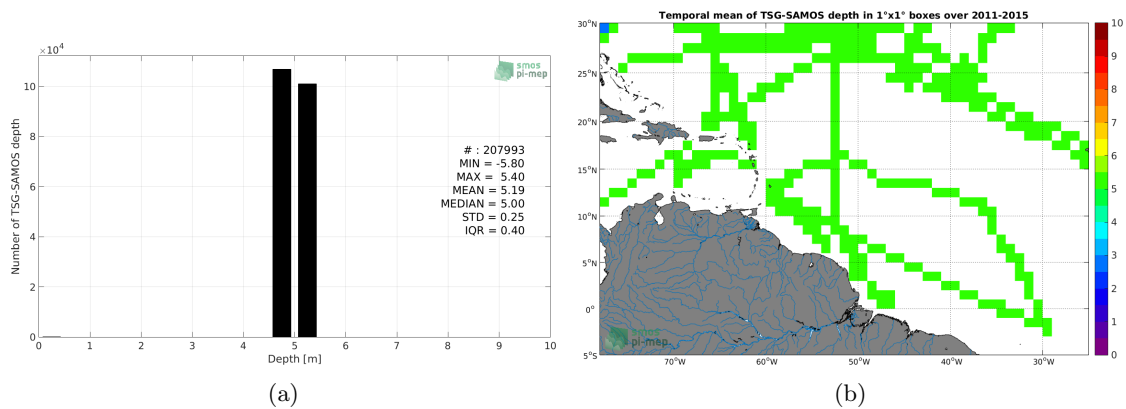 ×10⁴
10
8
6
4
2
0
Number of TSG-SAMOS depth
smos
pi-mep
# : 207993
MIN = -5.80
MAX = 5.40
MEAN = 5.19
MEDIAN = 5.00
STD = 0.25
IQR = 0.40
0 1 2 3 4 5 6 7 8 9 10
Depth [m]
(a)
Temporal mean of TSG-SAMOS depth in 1°x1° boxes over 2011-2015
30°N
25°N
20°N
15°N
10°N
5°N
0°
5°S
70°W 60°W 50°W 40°W 30°W
10
9
8
7
6
5
4
3
2
1
0
smos
pi-mep
(b)